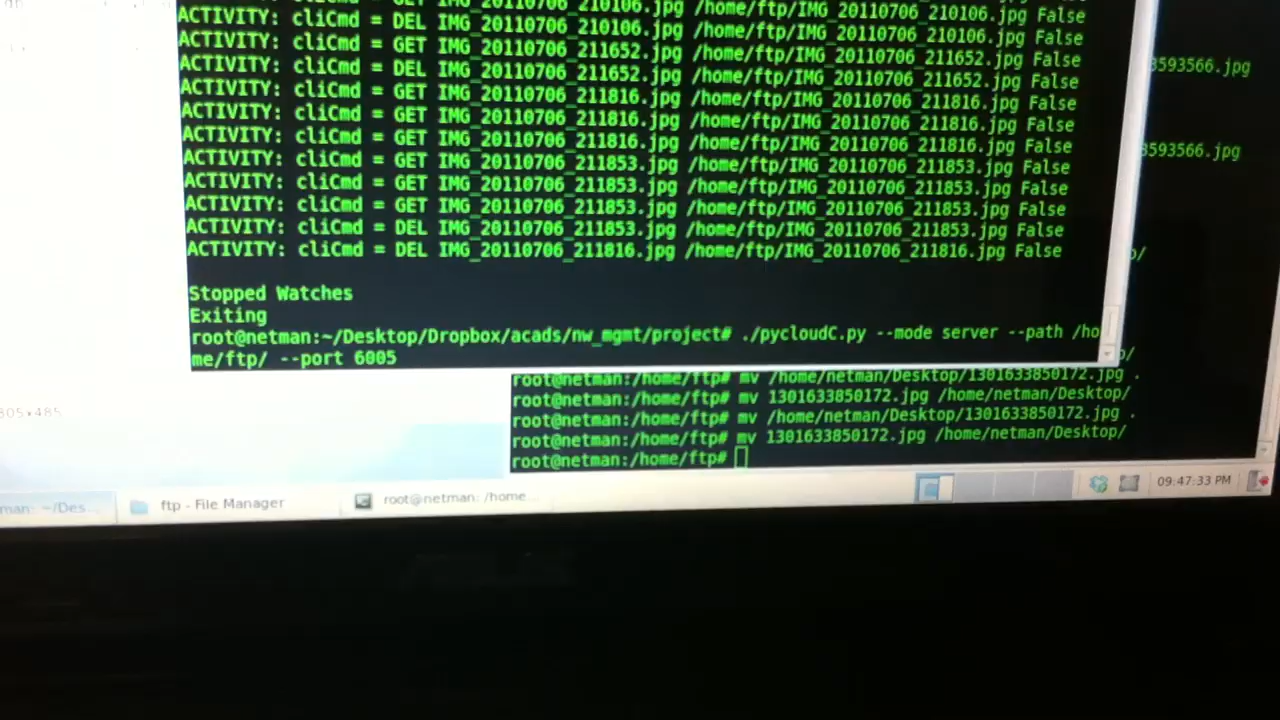 ACTIVITY: cliCmd = GET IMG_20110706_210106.jpg /home/ftp/IMG_20110706_210106.jpg False
ACTIVITY: cliCmd = DEL IMG_20110706_210106.jpg /home/ftp/IMG_20110706_210106.jpg False
ACTIVITY: cliCmd = GET IMG_20110706_211652.jpg /home/ftp/IMG_20110706_211652.jpg False
ACTIVITY: cliCmd = DEL IMG_20110706_211652.jpg /home/ftp/IMG_20110706_211652.jpg False
ACTIVITY: cliCmd = GET IMG_20110706_211816.jpg /home/ftp/IMG_20110706_211816.jpg False
ACTIVITY: cliCmd = GET IMG_20110706_211816.jpg /home/ftp/IMG_20110706_211816.jpg False
ACTIVITY: cliCmd = GET IMG_20110706_211816.jpg /home/ftp/IMG_20110706_211816.jpg False
ACTIVITY: cliCmd = GET IMG_20110706_211853.jpg /home/ftp/IMG_20110706_211853.jpg False
ACTIVITY: cliCmd = GET IMG_20110706_211853.jpg /home/ftp/IMG_20110706_211853.jpg False
ACTIVITY: cliCmd = GET IMG_20110706_211853.jpg /home/ftp/IMG_20110706_211853.jpg False
ACTIVITY: cliCmd = DEL IMG_20110706_211853.jpg /home/ftp/IMG_20110706_211853.jpg False
ACTIVITY: cliCmd = DEL IMG_20110706_211816.jpg /home/ftp/IMG_20110706_211816.jpg False
Stopped Watches
Exiting
root@netman:~/Desktop/Dropbox/acads/nw_mgmt/project# ./pycloudC.py --mode server --path /ho
me/ftp/ --port 6005
3593566.jpg
3593566.jpg
root@netman:/home/ftp# mv /home/netman/Desktop/1301633850172.jpg .
root@netman:/home/ftp# mv 1301633850172.jpg /home/netman/Desktop/
root@netman:/home/ftp# mv /home/netman/Desktop/1301633850172.jpg .
root@netman:/home/ftp# mv 1301633850172.jpg /home/netman/Desktop/
root@netman:/home/ftp#
man: ~/Des...
ftp - File Manager
root@netman: /home...
09:47:33 PM